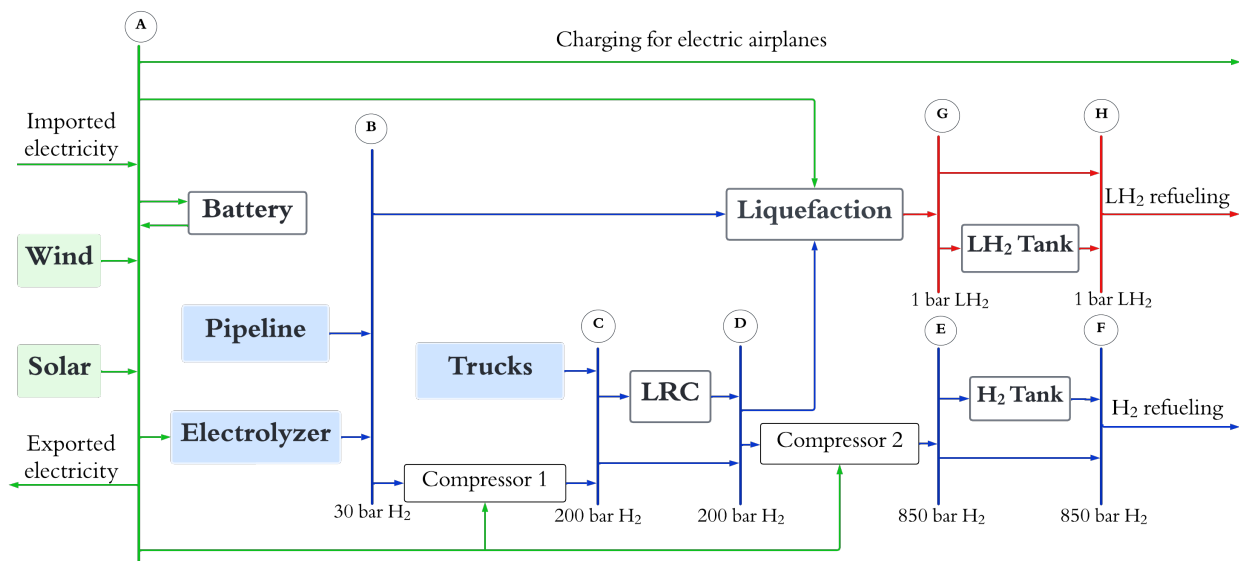 A
Charging for electric airplanes
Imported
electricity
B
G
H
Battery
Liquefaction
LH₂ refueling
Wind
LH₂ Tank
1 bar LH₂
1 bar LH₂
Pipeline
C
D
E
F
Solar
Trucks
LRC
H₂ Tank
H₂ refueling
Electrolyzer
Compressor 2
Exported
electricity
Compressor 1
30 bar H₂
200 bar H₂
200 bar H₂
850 bar H₂
850 bar H₂